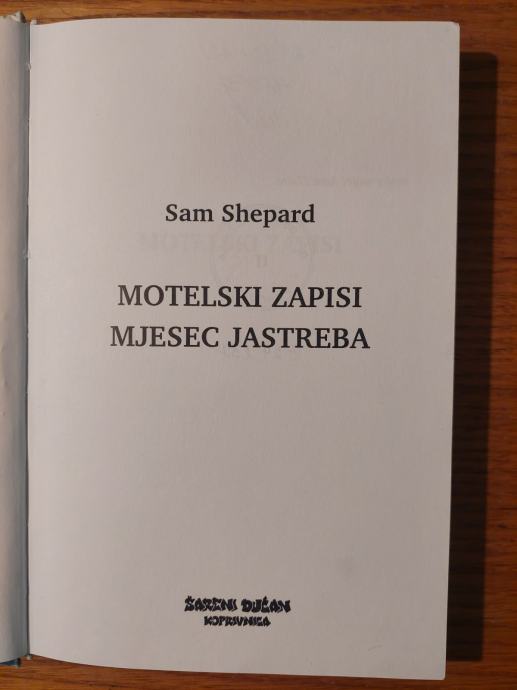 Sam Shepard
MOTELSKI ZAPISI
MJESEC JASTREBA
ŠARENI DUĆAN
KOPRIVNICA